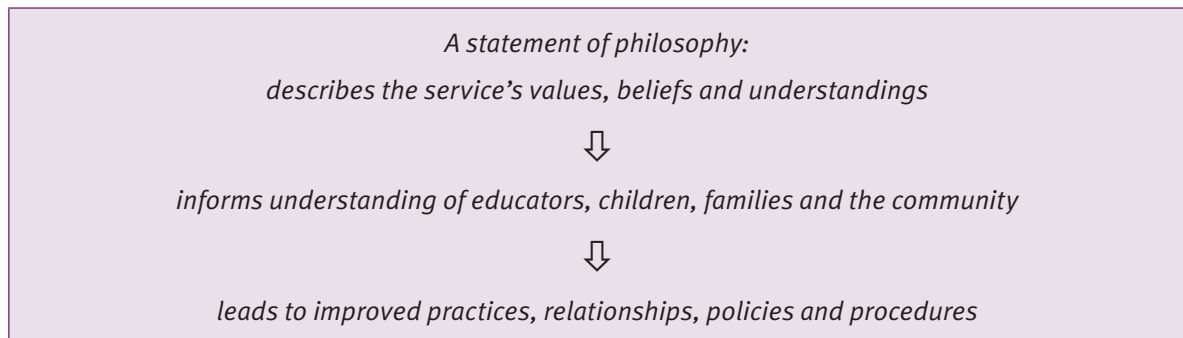 A statement of philosophy:
describes the service’s values, beliefs and understandings
⇩
informs understanding of educators, children, families and the community
⇩
leads to improved practices, relationships, policies and procedures